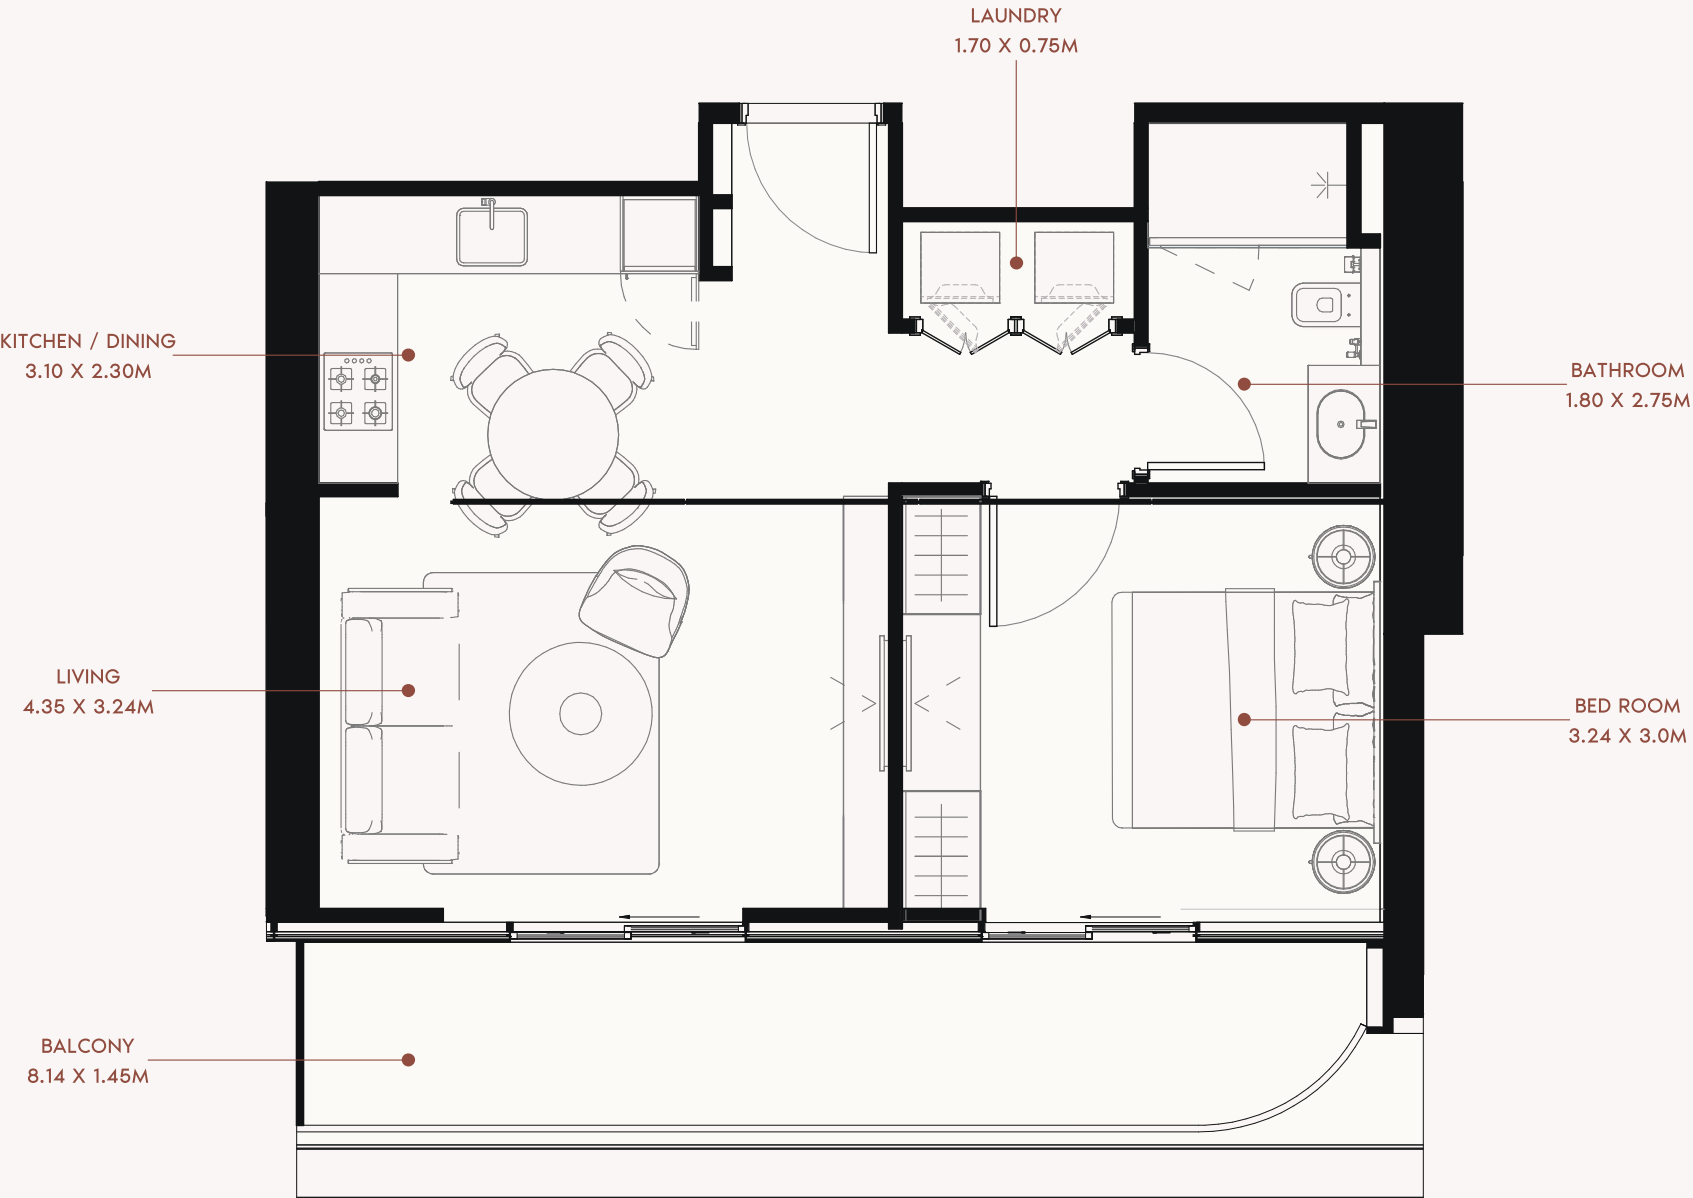 LAUNDRY
1.70 X 0.75M
KITCHEN / DINING
3.10 X 2.30M
BATHROOM
1.80 X 2.75M
LIVING
4.35 X 3.24M
BED ROOM
3.24 X 3.0M
BALCONY
8.14 X 1.45M